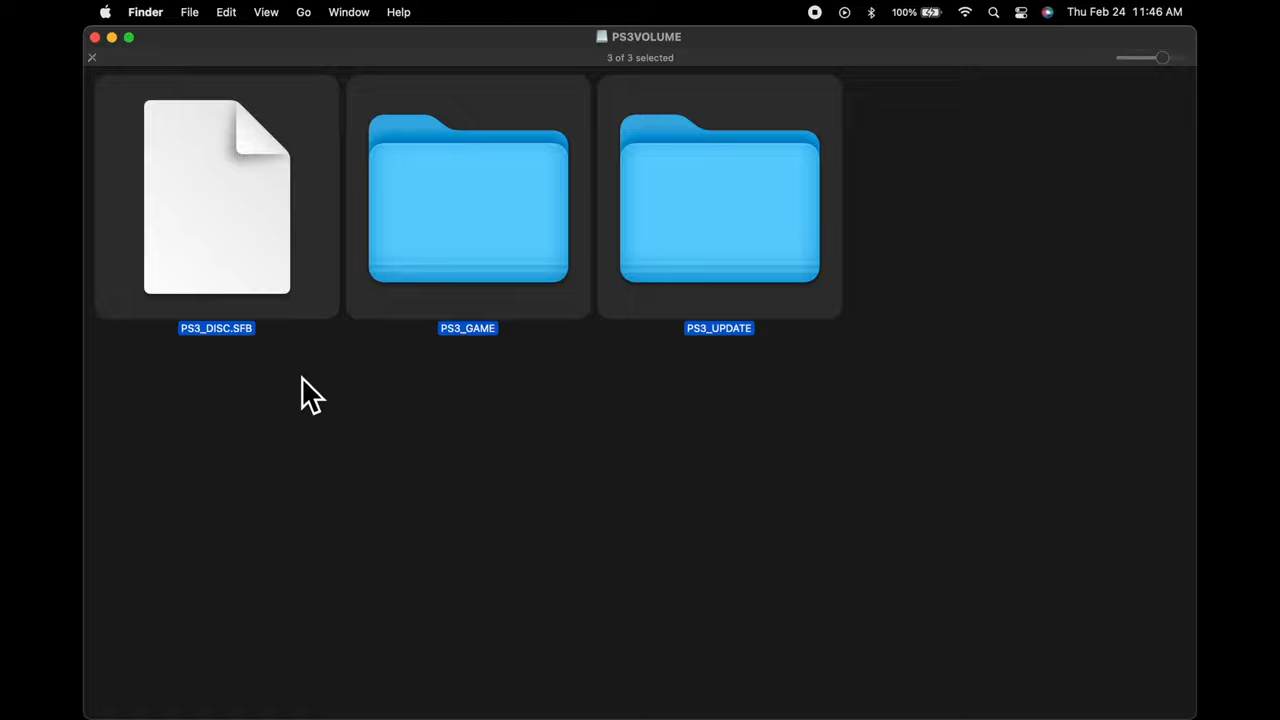 Finder File Edit View Go Window Help 100% Thu Feb 24 11:46 AM
PS3VOLUME
3 of 3 selected
PS3_DISC.SFB PS3_GAME PS3_UPDATE